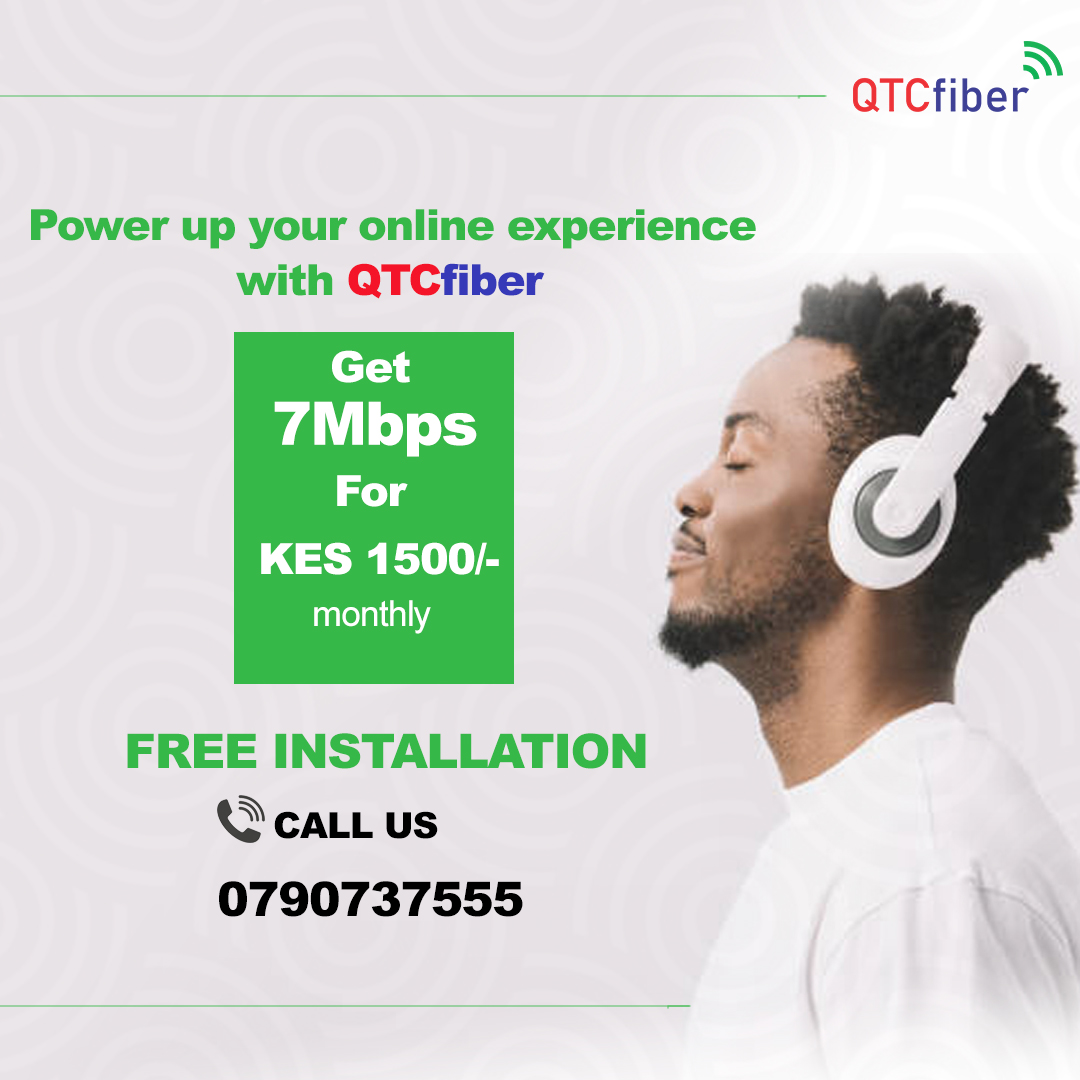 QTCfiber
Power up your online experience
with QTCfiber
Get
7Mbps
For
KES 1500/-
monthly
FREE INSTALLATION
CALL US
0790737555